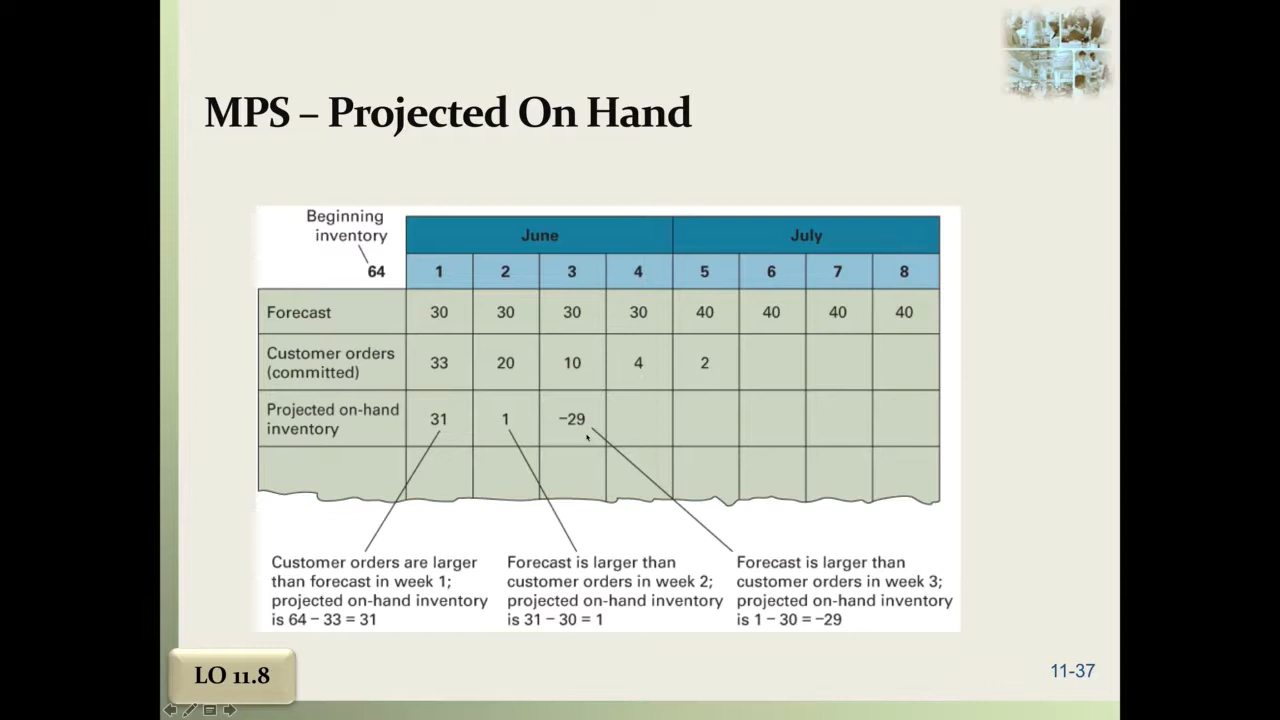 MPS – Projected On Hand
Beginning
inventory
64
June July
1 2 3 4 5 6 7 8
Forecast 30 30 30 30 40 40 40 40
Customer orders
(committed) 33 20 10 4 2
Projected on-hand
inventory 31 1 −29
Customer orders are larger
than forecast in week 1;
projected on-hand inventory
is 64 − 33 = 31
Forecast is larger than
customer orders in week 2;
projected on-hand inventory
is 31 − 30 = 1
Forecast is larger than
customer orders in week 3;
projected on-hand inventory
is 1 − 30 = −29
LO 11.8
11-37